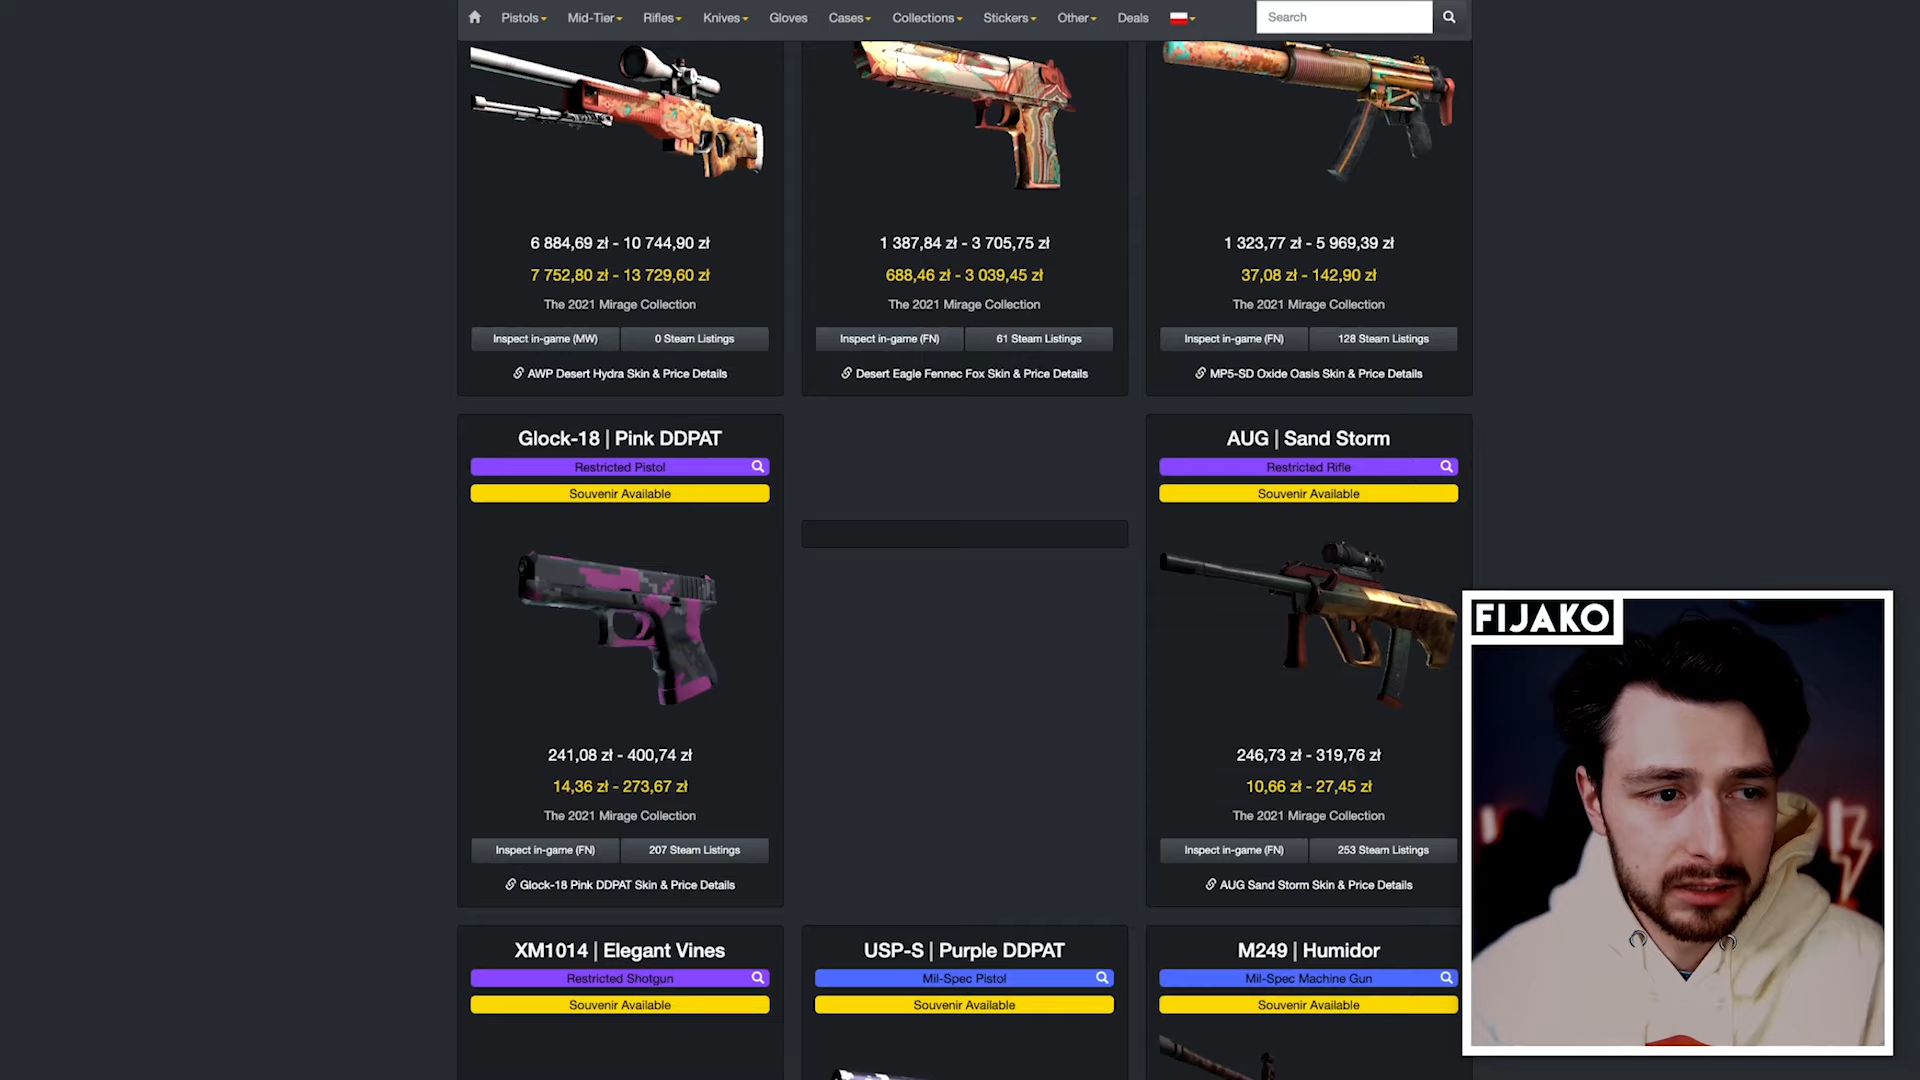 Pistols Mid-Tier Rifles Knives Gloves Cases Collections Stickers Other Deals Search
6 884,69 zł - 10 744,90 zł
7 752,80 zł - 13 729,60 zł
The 2021 Mirage Collection
Inspect in-game (MW) 0 Steam Listings
AWP Desert Hydra Skin & Price Details
1 387,84 zł - 3 705,75 zł
688,46 zł - 3 039,45 zł
The 2021 Mirage Collection
Inspect in-game (FN) 61 Steam Listings
Desert Eagle Fennec Fox Skin & Price Details
1 323,77 zł - 5 969,39 zł
37,08 zł - 142,90 zł
The 2021 Mirage Collection
Inspect in-game (FN) 128 Steam Listings
MP5-SD Oxide Oasis Skin & Price Details
Glock-18 | Pink DDPAT
Restricted Pistol
Souvenir Available
241,08 zł - 400,74 zł
14,36 zł - 273,67 zł
The 2021 Mirage Collection
Inspect in-game (FN) 207 Steam Listings
Glock-18 Pink DDPAT Skin & Price Details
AUG | Sand Storm
Restricted Rifle
Souvenir Available
246,73 zł - 319,76 zł
10,66 zł - 27,45 zł
The 2021 Mirage Collection
Inspect in-game (FN) 253 Steam Listings
AUG Sand Storm Skin & Price Details
FIJAKO
XM1014 | Elegant Vines
Restricted Shotgun
Souvenir Available
USP-S | Purple DDPAT
Mil-Spec Pistol
Souvenir Available
M249 | Humidor
Mil-Spec Machine Gun
Souvenir Available